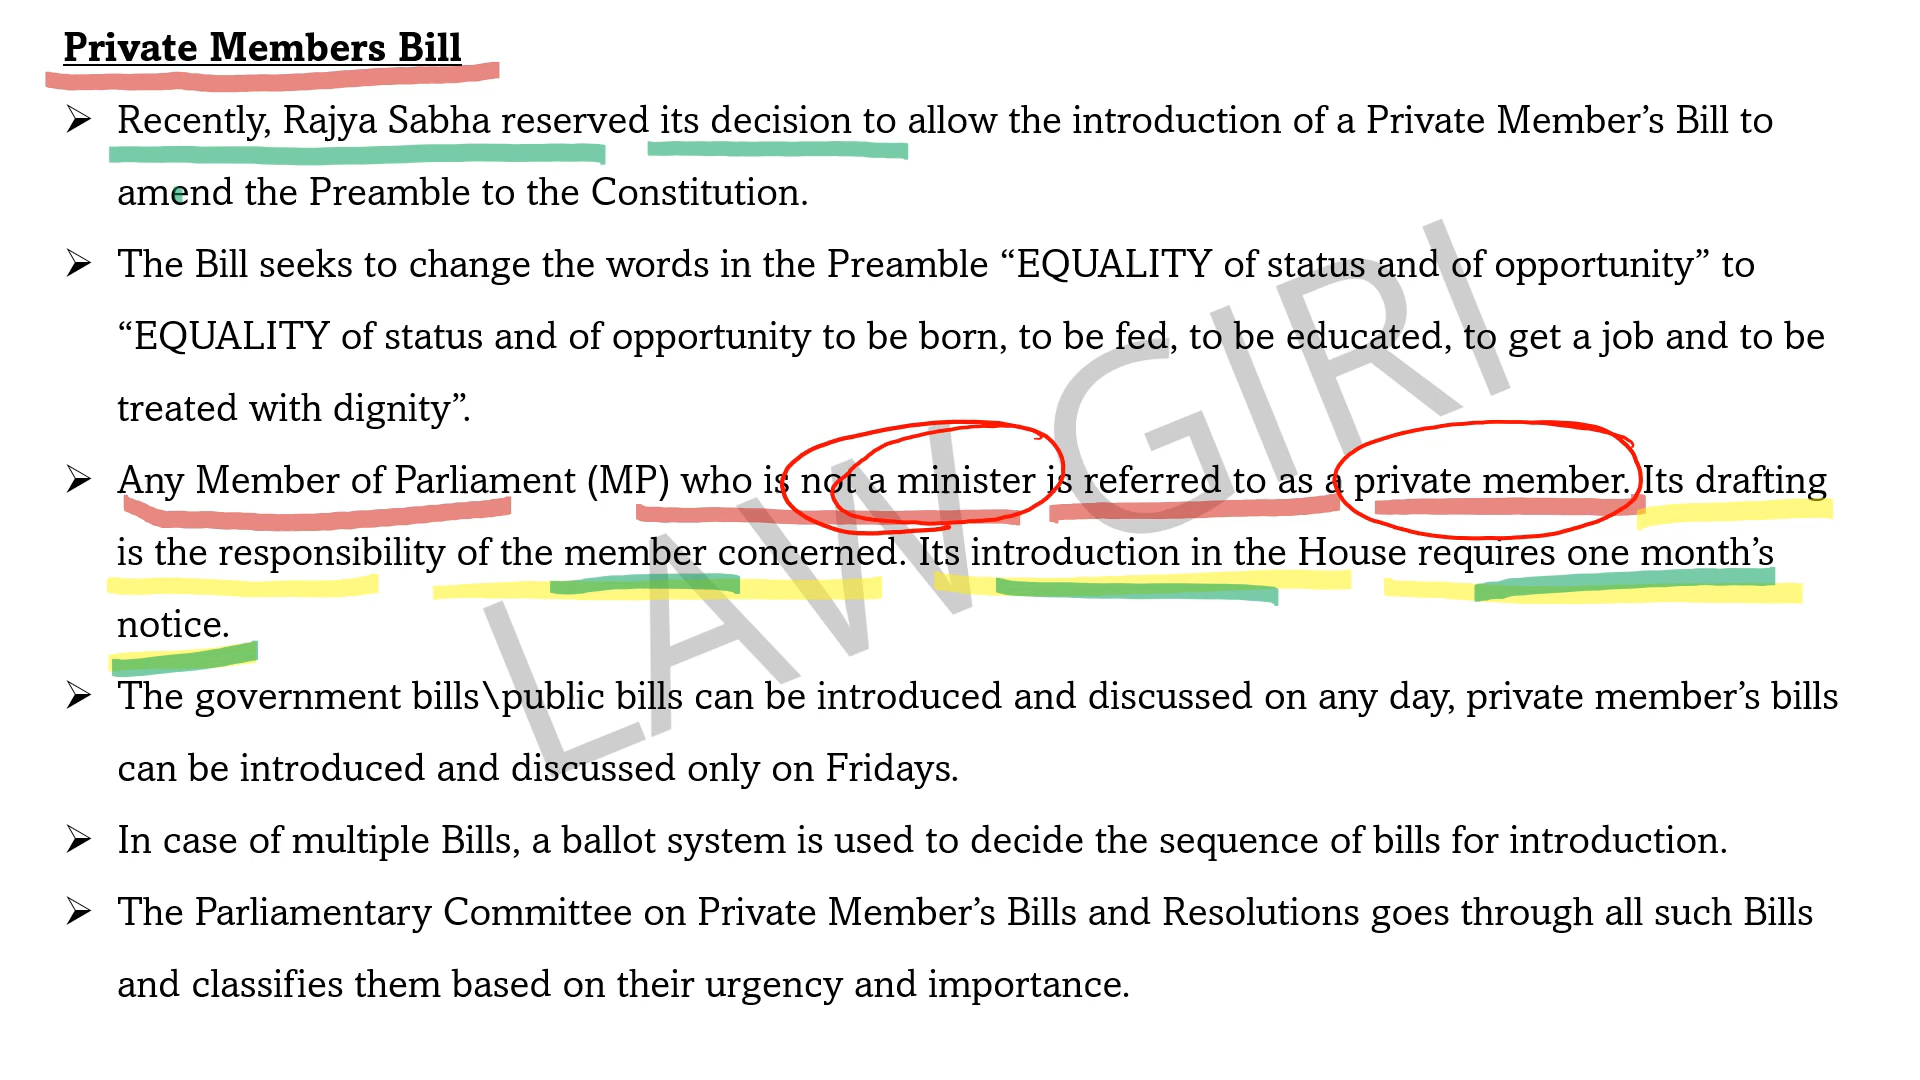 Private Members Bill
➢ Recently, Rajya Sabha reserved its decision to allow the introduction of a Private Member’s Bill to
amend the Preamble to the Constitution.
➢ The Bill seeks to change the words in the Preamble “EQUALITY of status and of opportunity” to
“EQUALITY of status and of opportunity to be born, to be fed, to be educated, to get a job and to be
treated with dignity”.
➢ Any Member of Parliament (MP) who is not a minister is referred to as a private member. Its drafting
is the responsibility of the member concerned. Its introduction in the House requires one month’s
notice.
➢ The government bills\public bills can be introduced and discussed on any day, private member’s bills
can be introduced and discussed only on Fridays.
➢ In case of multiple Bills, a ballot system is used to decide the sequence of bills for introduction.
➢ The Parliamentary Committee on Private Member’s Bills and Resolutions goes through all such Bills
and classifies them based on their urgency and importance.
LAW GIRI